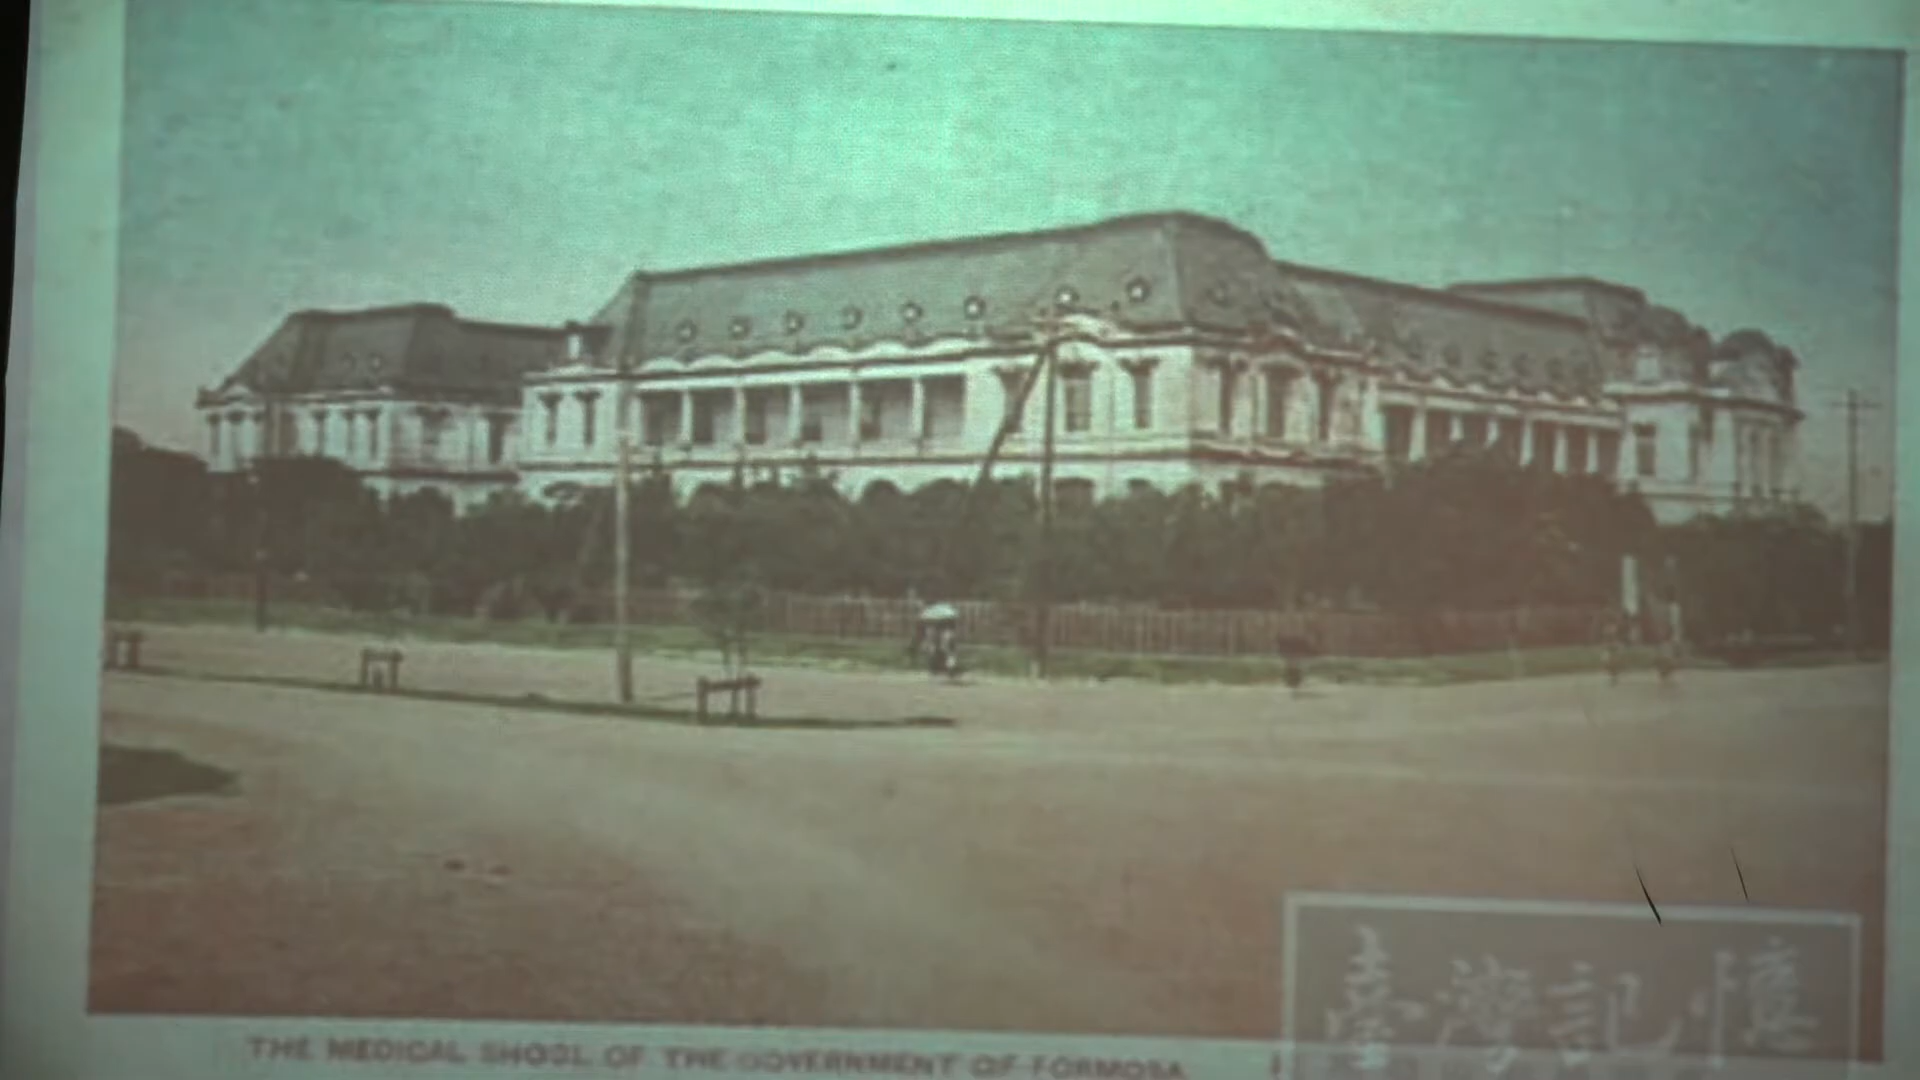 THE MEDICAL SHOOL OF THE GOVERNMENT OF FORMOSA
臺灣記憶